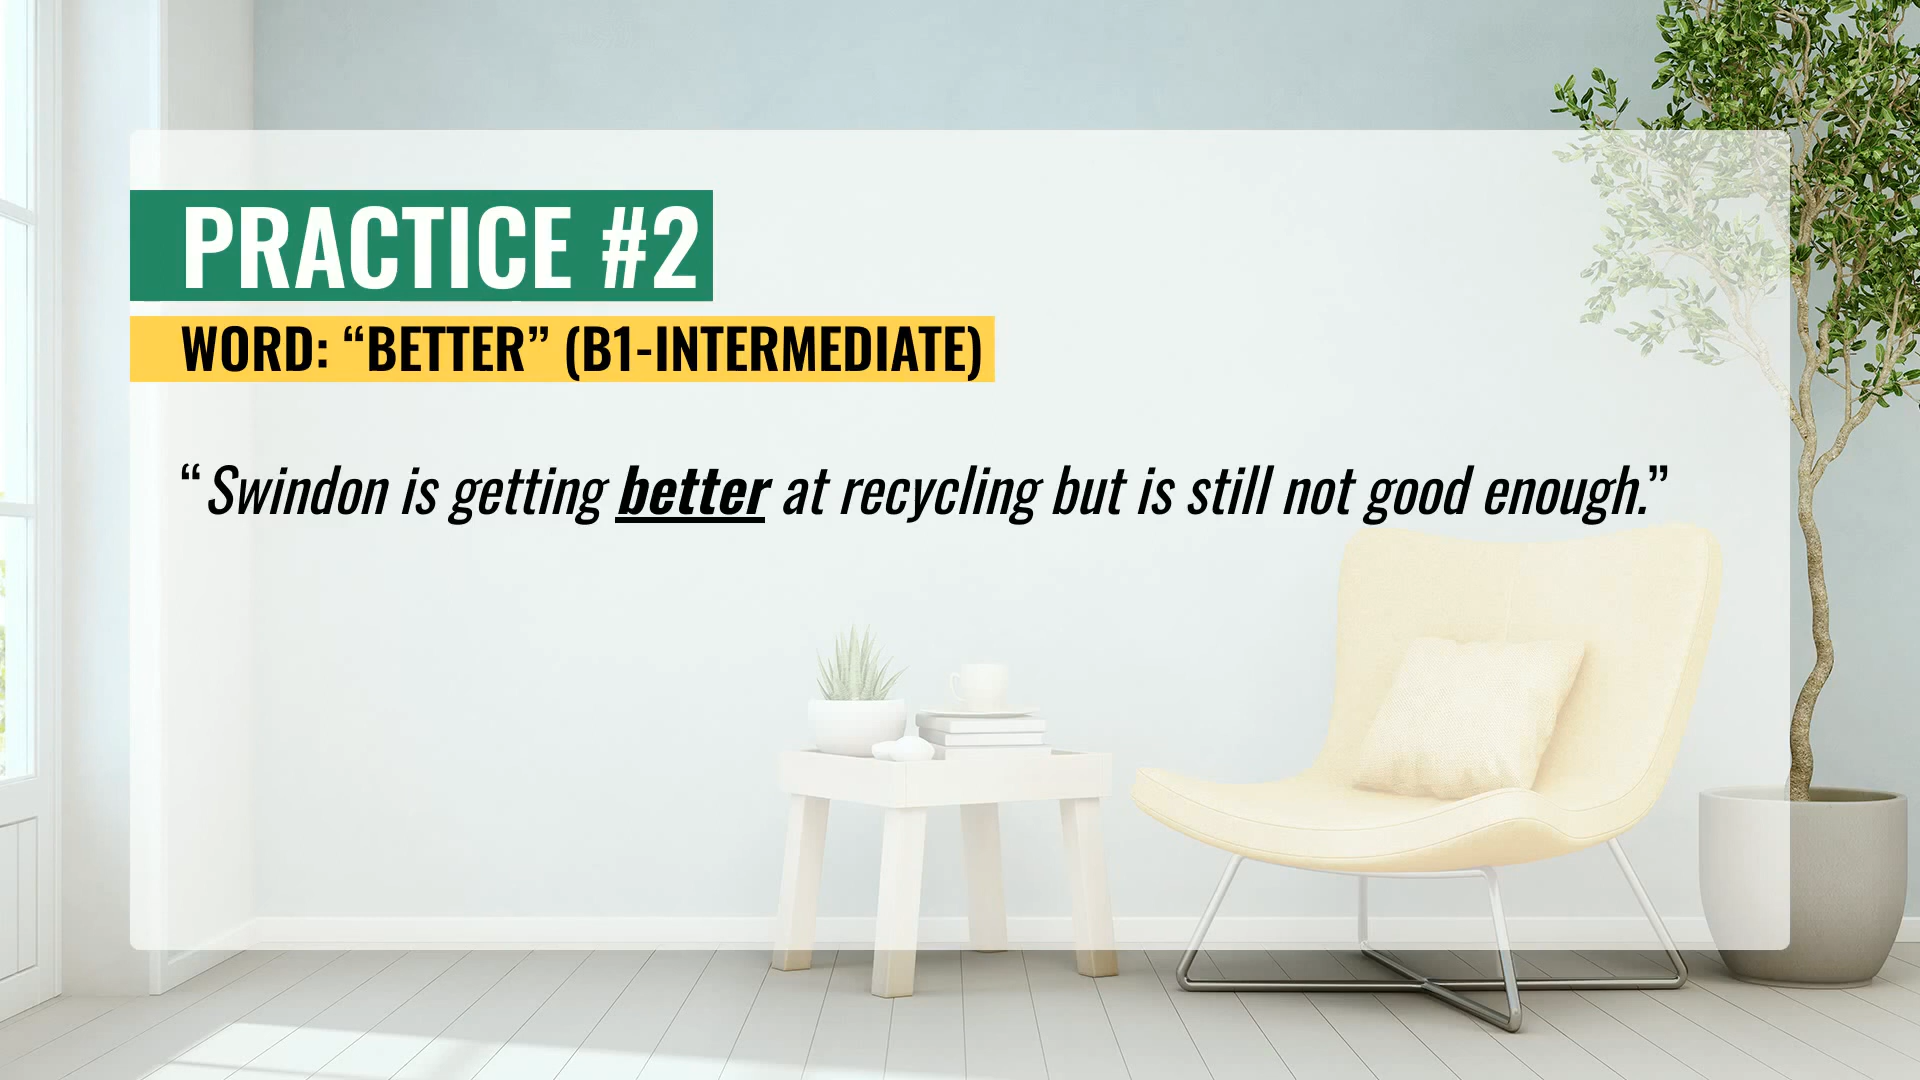 PRACTICE #2
WORD: “BETTER” (B1-INTERMEDIATE)
“Swindon is getting better at recycling but is still not good enough.”